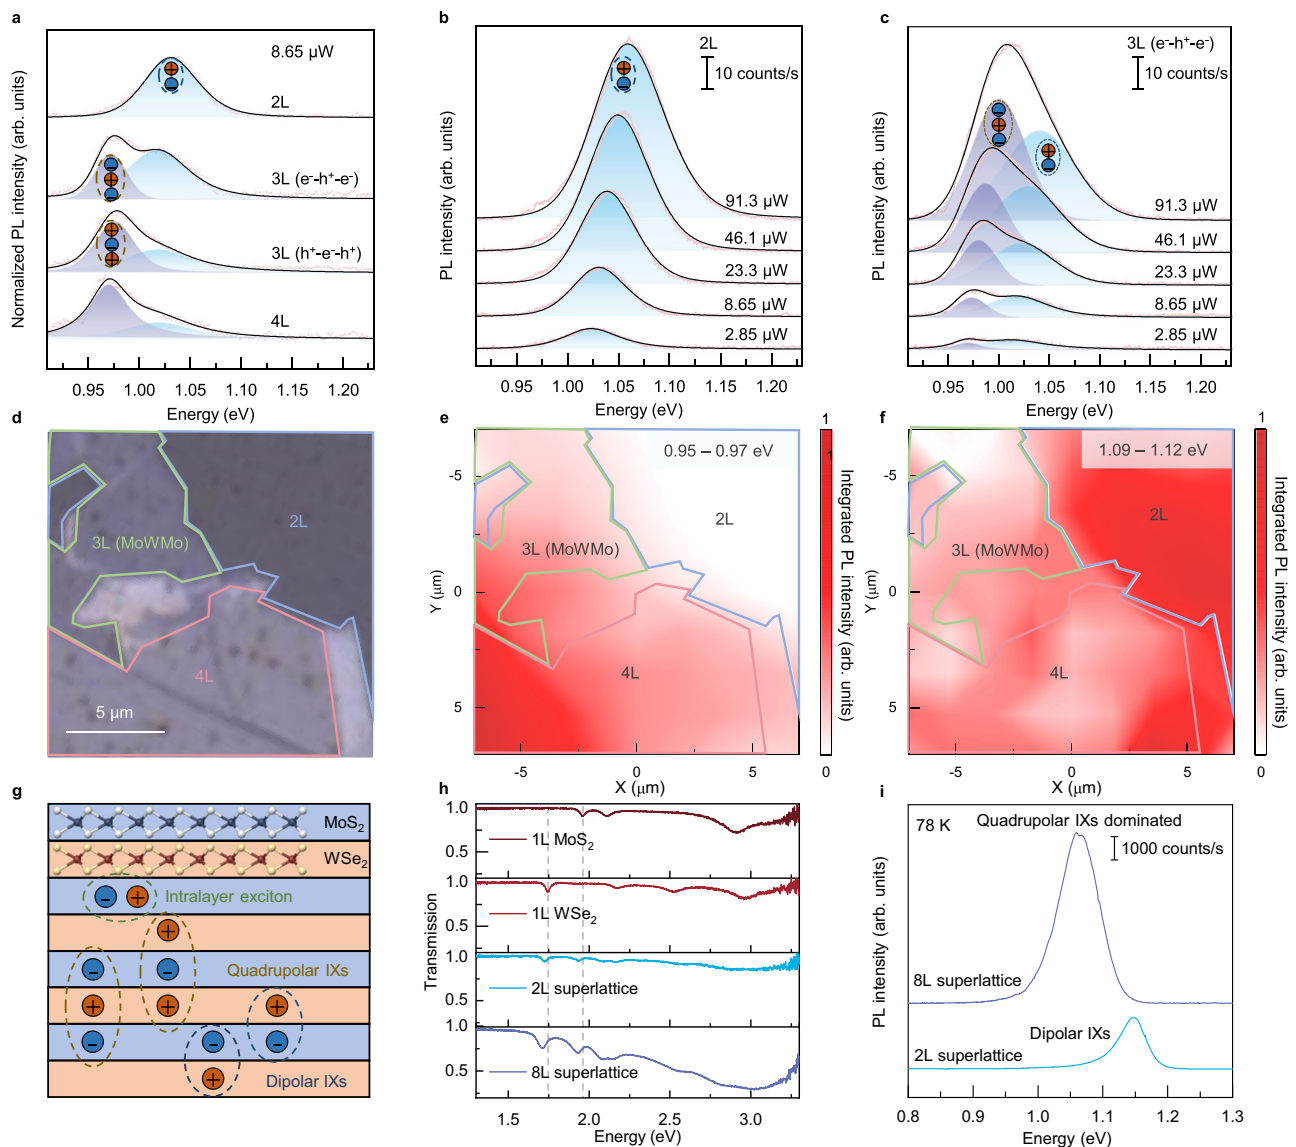 a
8.65 µW
2L
3L (e⁻-h⁺-e⁻)
3L (h⁺-e⁻-h⁺)
4L
Normalized PL intensity (arb. units)
0.95 1.00 1.05 1.10 1.15 1.20
Energy (eV)
b
2L
10 counts/s
91.3 µW
46.1 µW
23.3 µW
8.65 µW
2.85 µW
PL intensity (arb. units)
0.95 1.00 1.05 1.10 1.15 1.20
Energy (eV)
c
3L (e⁻-h⁺-e⁻)
10 counts/s
91.3 µW
46.1 µW
23.3 µW
8.65 µW
2.85 µW
PL intensity (arb. units)
0.95 1.00 1.05 1.10 1.15 1.20
Energy (eV)
d
2L
3L (MoWMo)
4L
5 µm
e
0.95 – 0.97 eV
2L
3L (MoWMo)
4L
-5
0
5
Y (µm)
-5 0 5
X (µm)
1
1
0
Integrated PL intensity (arb. units)
f
1.09 – 1.12 eV
2L
3L (MoWMo)
4L
-5
0
5
Y (µm)
-5 0 5
X (µm)
1
0
Integrated PL intensity (arb. units)
g
MoS₂
WSe₂
− + Intralayer exciton
+
− − Quadrupolar IXs
+ + +
− − −
+ Dipolar IXs
h
1.0
0.5
1L MoS₂
1.0
0.5
1L WSe₂
1.0
0.5
2L superlattice
1.0
0.5
8L superlattice
Transmission
1.5 2.0 2.5 3.0
Energy (eV)
i
78 K
Quadrupolar IXs dominated
1000 counts/s
8L superlattice
Dipolar IXs
2L superlattice
PL intensity (arb. units)
0.8 0.9 1.0 1.1 1.2 1.3
Energy (eV)